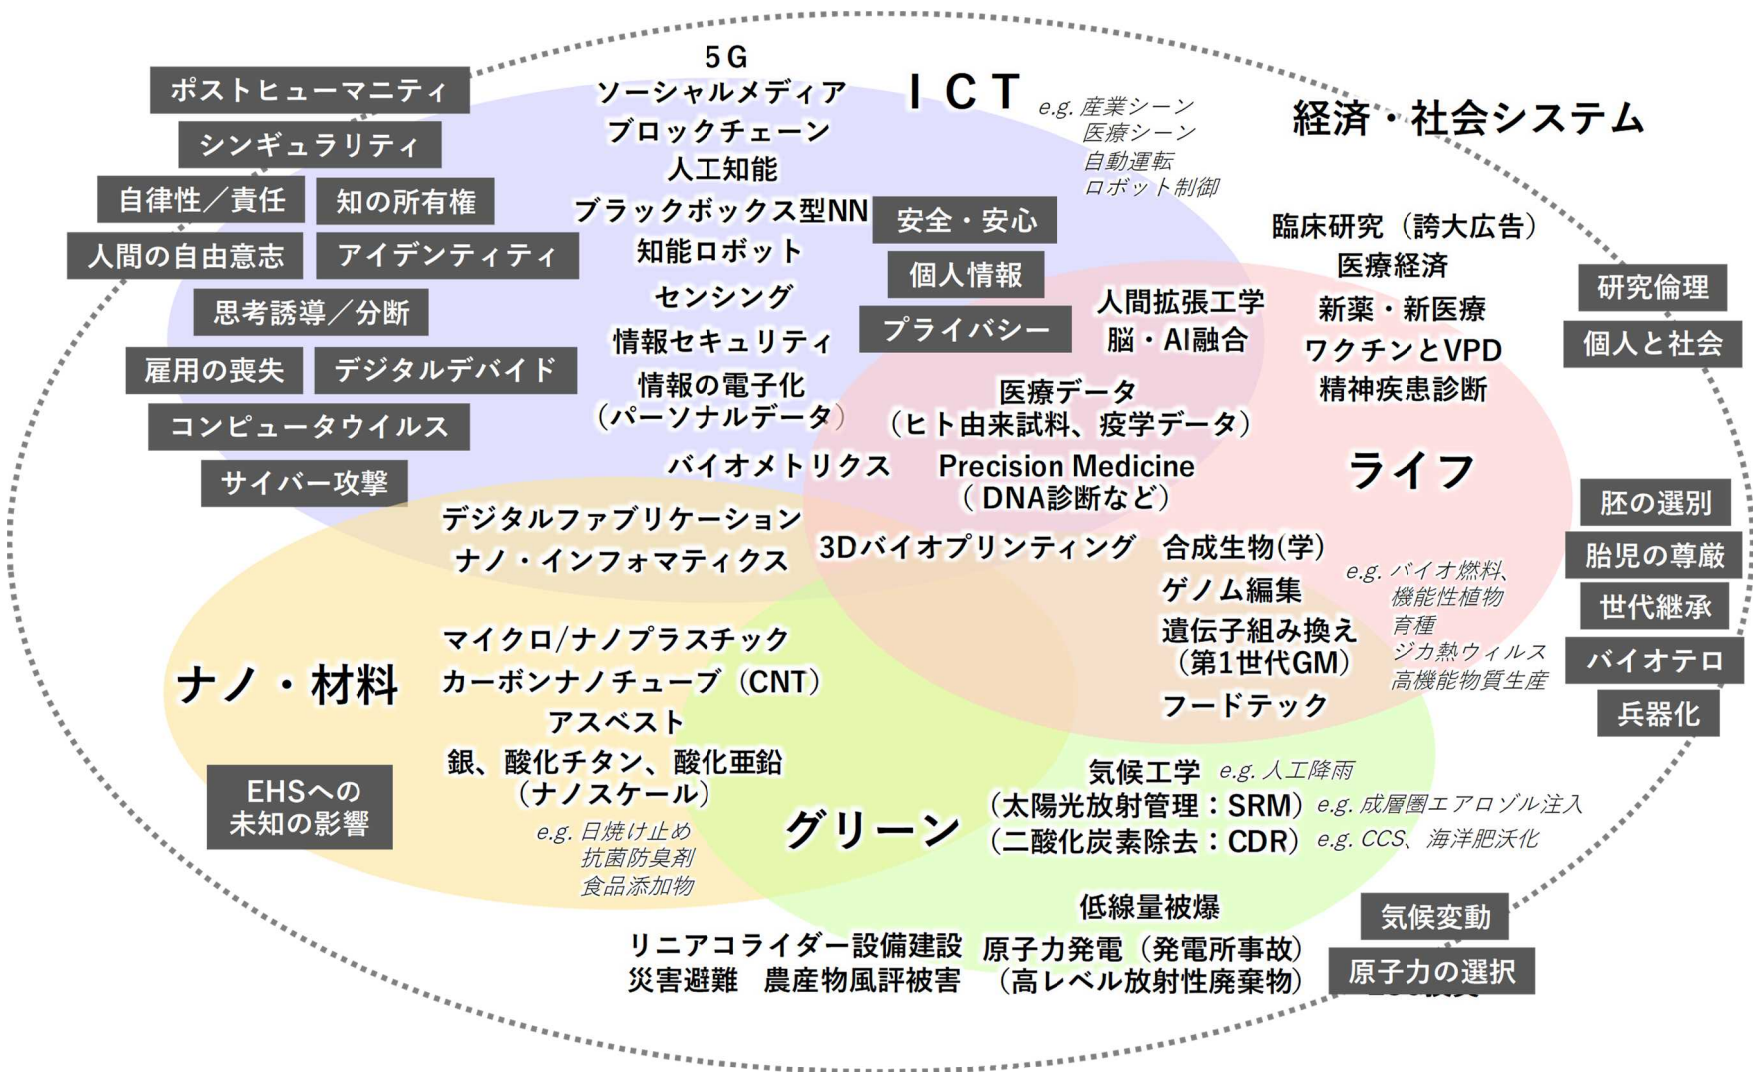 5G
ソーシャルメディア
ブロックチェーン
人工知能
ブラックボックス型NN
知能ロボット
センシング
情報セキュリティ
情報の電子化
（パーソナルデータ）
バイオメトリクス
ICT
e.g. 産業シーン
医療シーン
自動運転
ロボット制御
経済・社会システム
ポストヒューマニティ
シンギュラリティ
自律性／責任
知の所有権
人間の自由意志
アイデンティティ
思考誘導／分断
雇用の喪失
デジタルデバイド
コンピュータウイルス
サイバー攻撃
安全・安心
個人情報
プライバシー
人間拡張工学
脳・AI融合
医療データ
（ヒト由来試料、疫学データ）
Precision Medicine
（DNA診断など）
臨床研究（誇大広告）
医療経済
新薬・新医療
ワクチンとVPD
精神疾患診断
ライフ
研究倫理
個人と社会
胚の選別
胎児の尊厳
世代継承
バイオテロ
兵器化
デジタルファブリケーション
ナノ・インフォマティクス
3Dバイオプリンティング
合成生物(学)
ゲノム編集
遺伝子組み換え
（第1世代GM）
フードテック
e.g. バイオ燃料、
機能性植物
育種
ジカ熱ウィルス
高機能物質生産
ナノ・材料
マイクロ/ナノプラスチック
カーボンナノチューブ（CNT）
アスベスト
銀、酸化チタン、酸化亜鉛
（ナノスケール）
e.g. 日焼け止め
抗菌防臭剤
食品添加物
EHSへの
未知の影響
グリーン
気候工学 e.g. 人工降雨
（太陽光放射管理：SRM） e.g. 成層圏エアロゾル注入
（二酸化炭素除去：CDR） e.g. CCS、海洋肥沃化
低線量被爆
リニアコライダー設備建設
災害避難 農産物風評被害
原子力発電（発電所事故）
（高レベル放射性廃棄物）
気候変動
原子力の選択